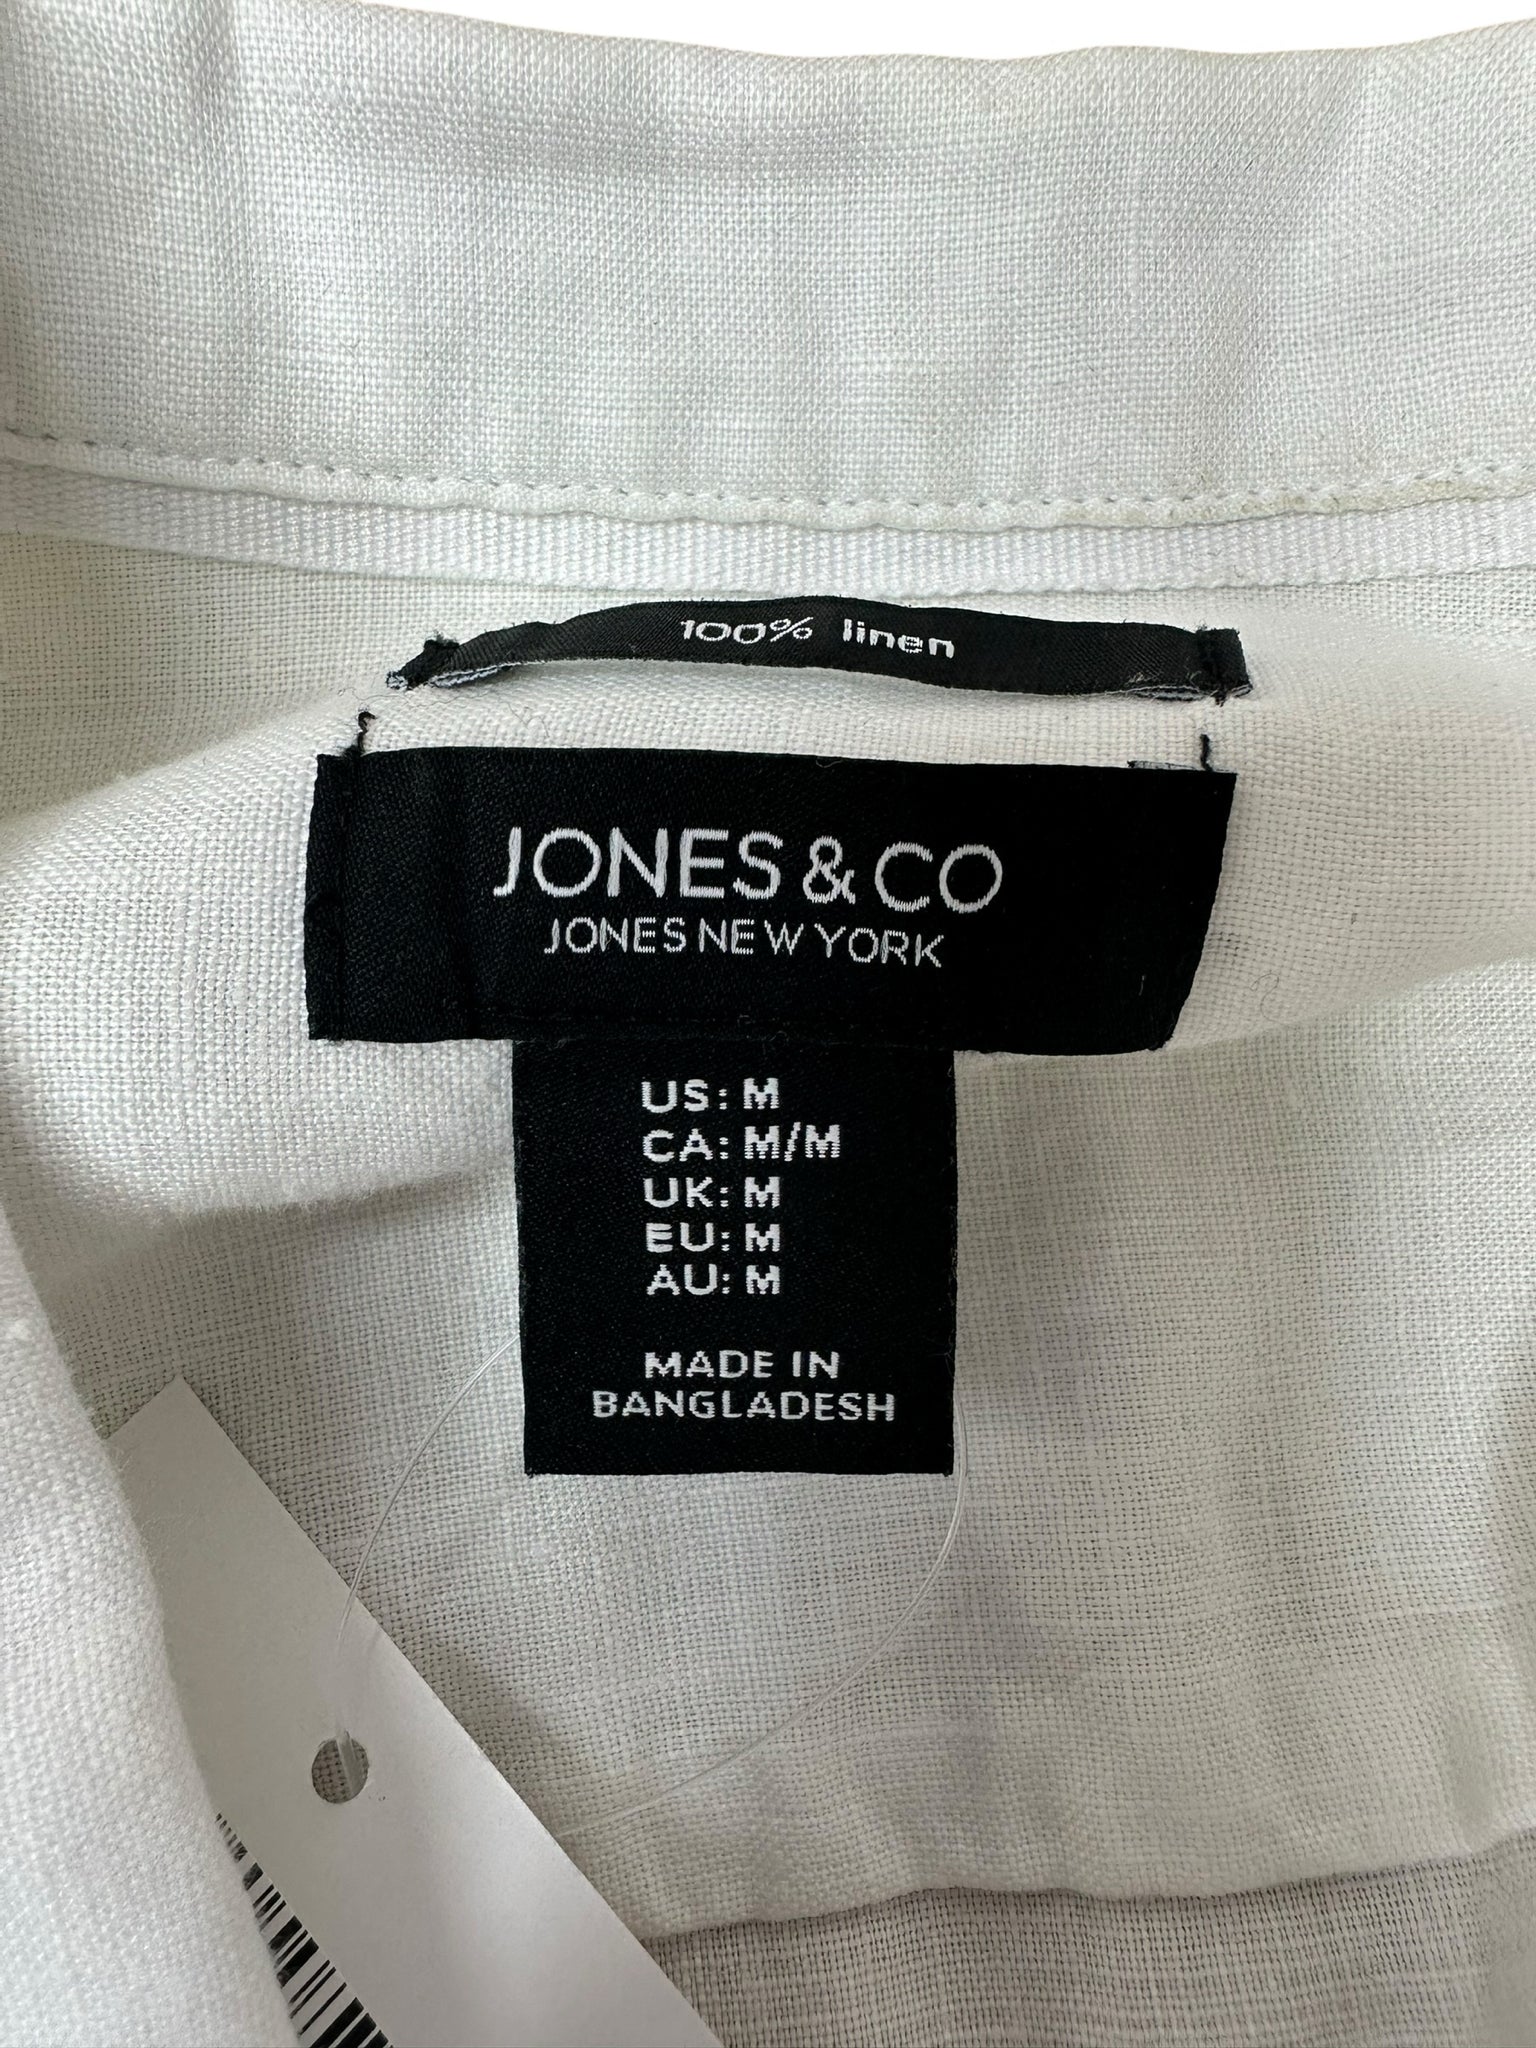 100% linen
JONES & CO
JONES NEW YORK
US: M
CA: M/M
UK: M
EU: M
AU: M
MADE IN
BANGLADESH